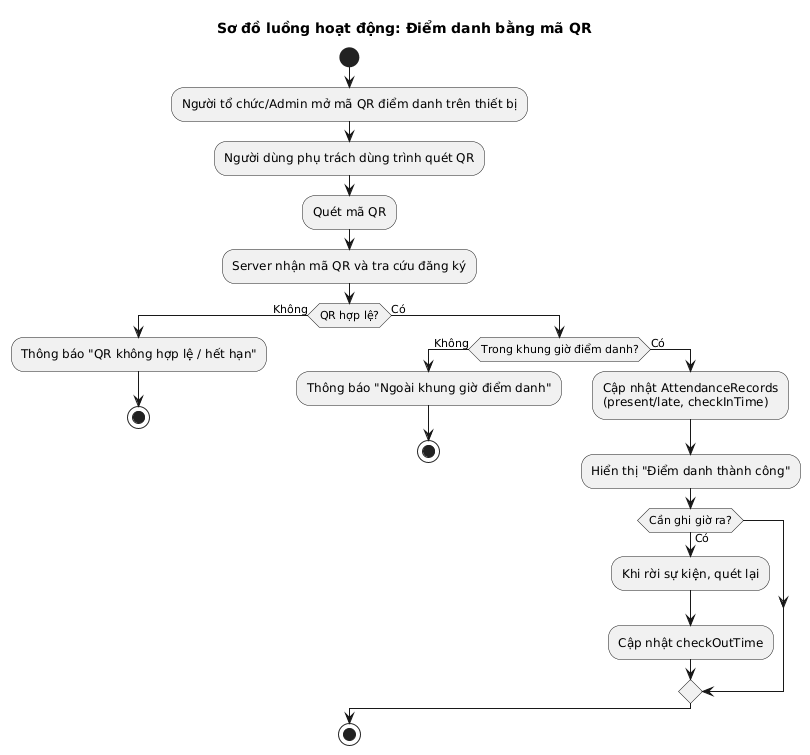 Sơ đồ luồng hoạt động: Điểm danh bằng mã QR
Người tổ chức/Admin mở mã QR điểm danh trên thiết bị
Người dùng phụ trách dùng trình quét QR
Quét mã QR
Server nhận mã QR và tra cứu đăng ký
Không
QR hợp lệ?
Có
Thông báo "QR không hợp lệ / hết hạn"
Không
Trong khung giờ điểm danh?
Có
Thông báo "Ngoài khung giờ điểm danh"
Cập nhật AttendanceRecords
(present/late, checkInTime)
Hiển thị "Điểm danh thành công"
Cần ghi giờ ra?
Có
Khi rời sự kiện, quét lại
Cập nhật checkOutTime